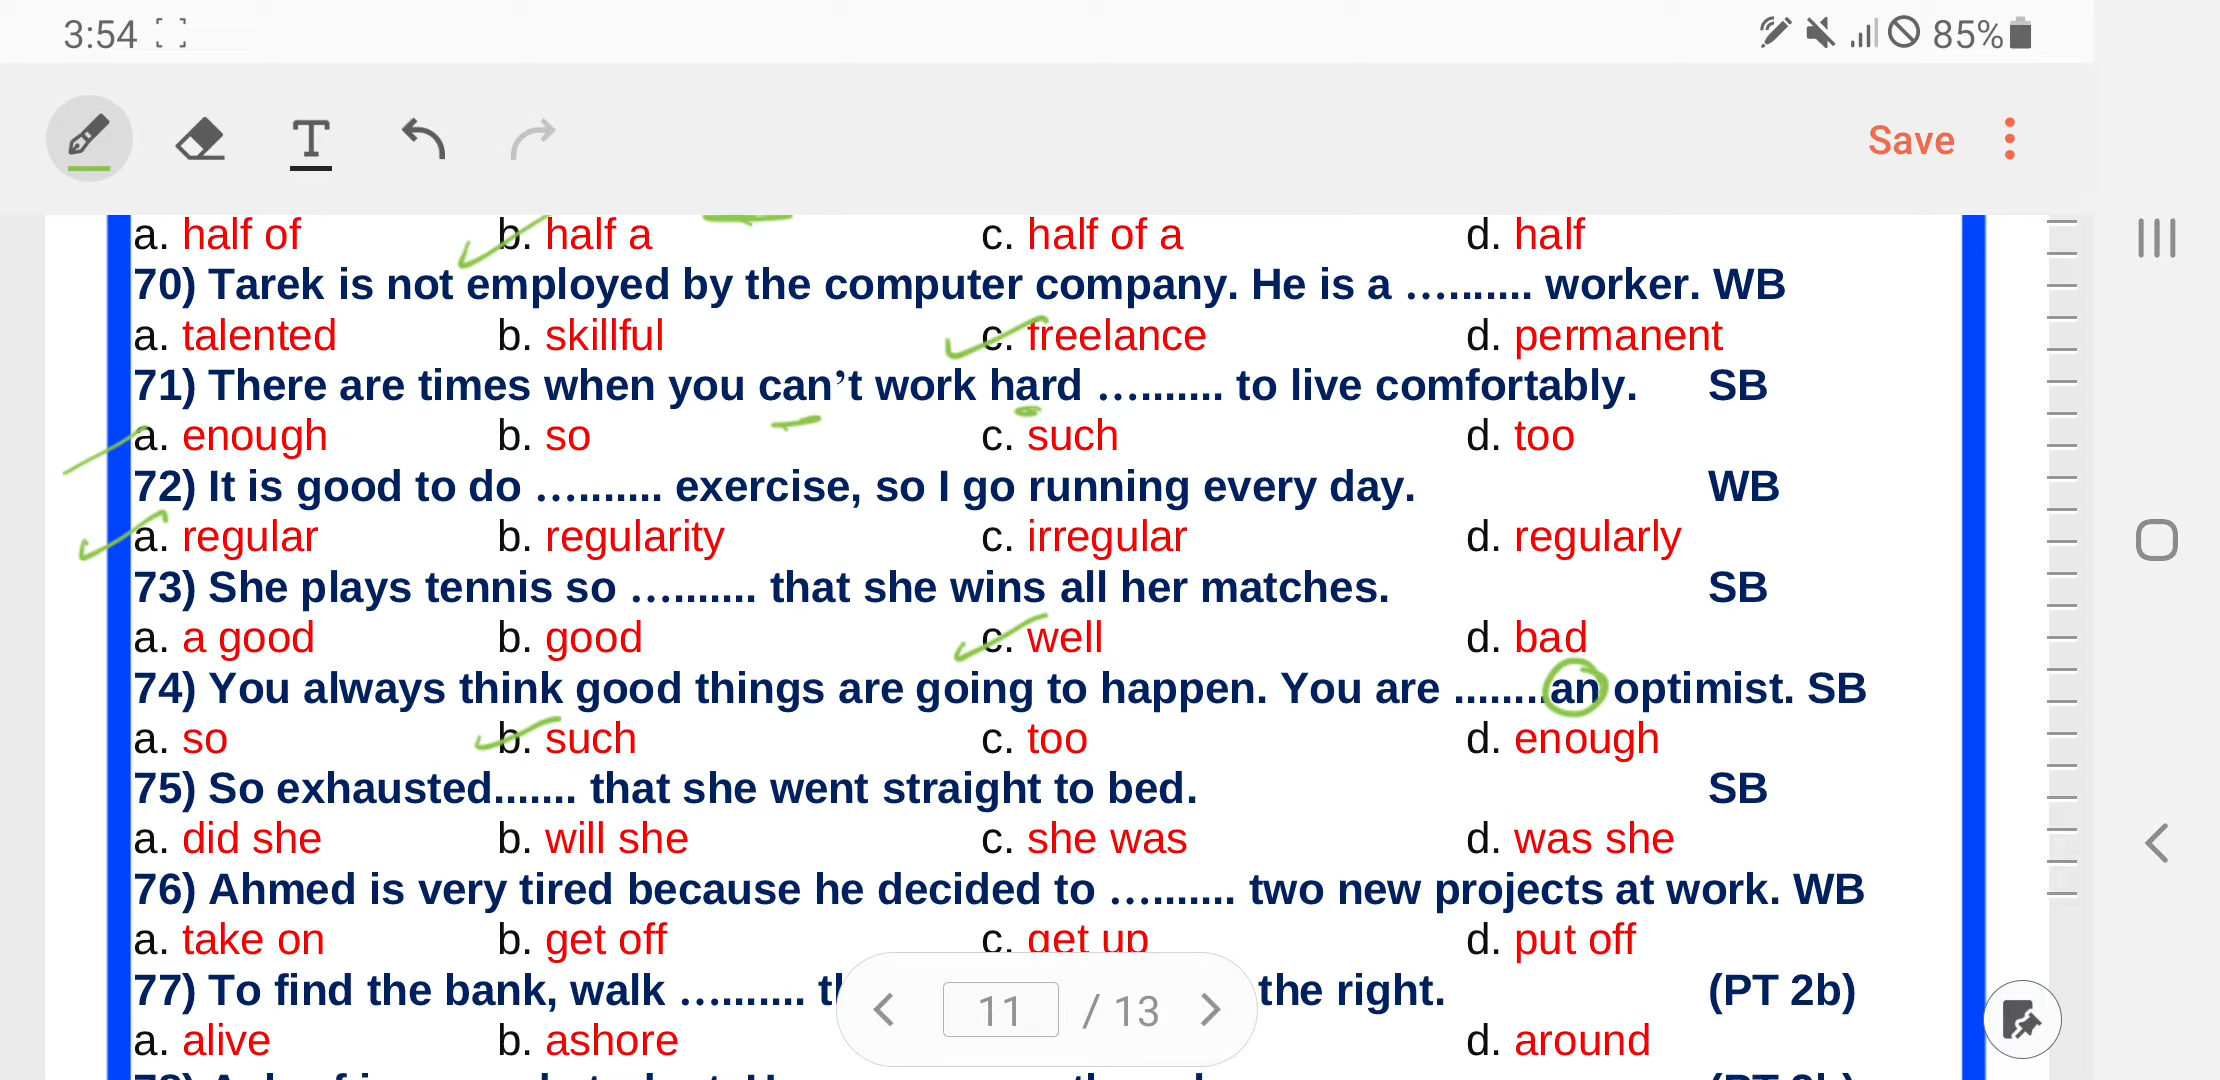 3:54 85%
T Save
a. half of b. half a c. half of a d. half
70) Tarek is not employed by the computer company. He is a .......... worker. WB
a. talented b. skillful c. freelance d. permanent
71) There are times when you can’t work hard .......... to live comfortably. SB
a. enough b. so c. such d. too
72) It is good to do .......... exercise, so I go running every day. WB
a. regular b. regularity c. irregular d. regularly
73) She plays tennis so .......... that she wins all her matches. SB
a. a good b. good c. well d. bad
74) You always think good things are going to happen. You are ........an optimist. SB
a. so b. such c. too d. enough
75) So exhausted....... that she went straight to bed. SB
a. did she b. will she c. she was d. was she
76) Ahmed is very tired because he decided to .......... two new projects at work. WB
a. take on b. get off c. get up d. put off
77) To find the bank, walk .......... the right. (PT 2b)
a. alive b. ashore d. around
11 / 13